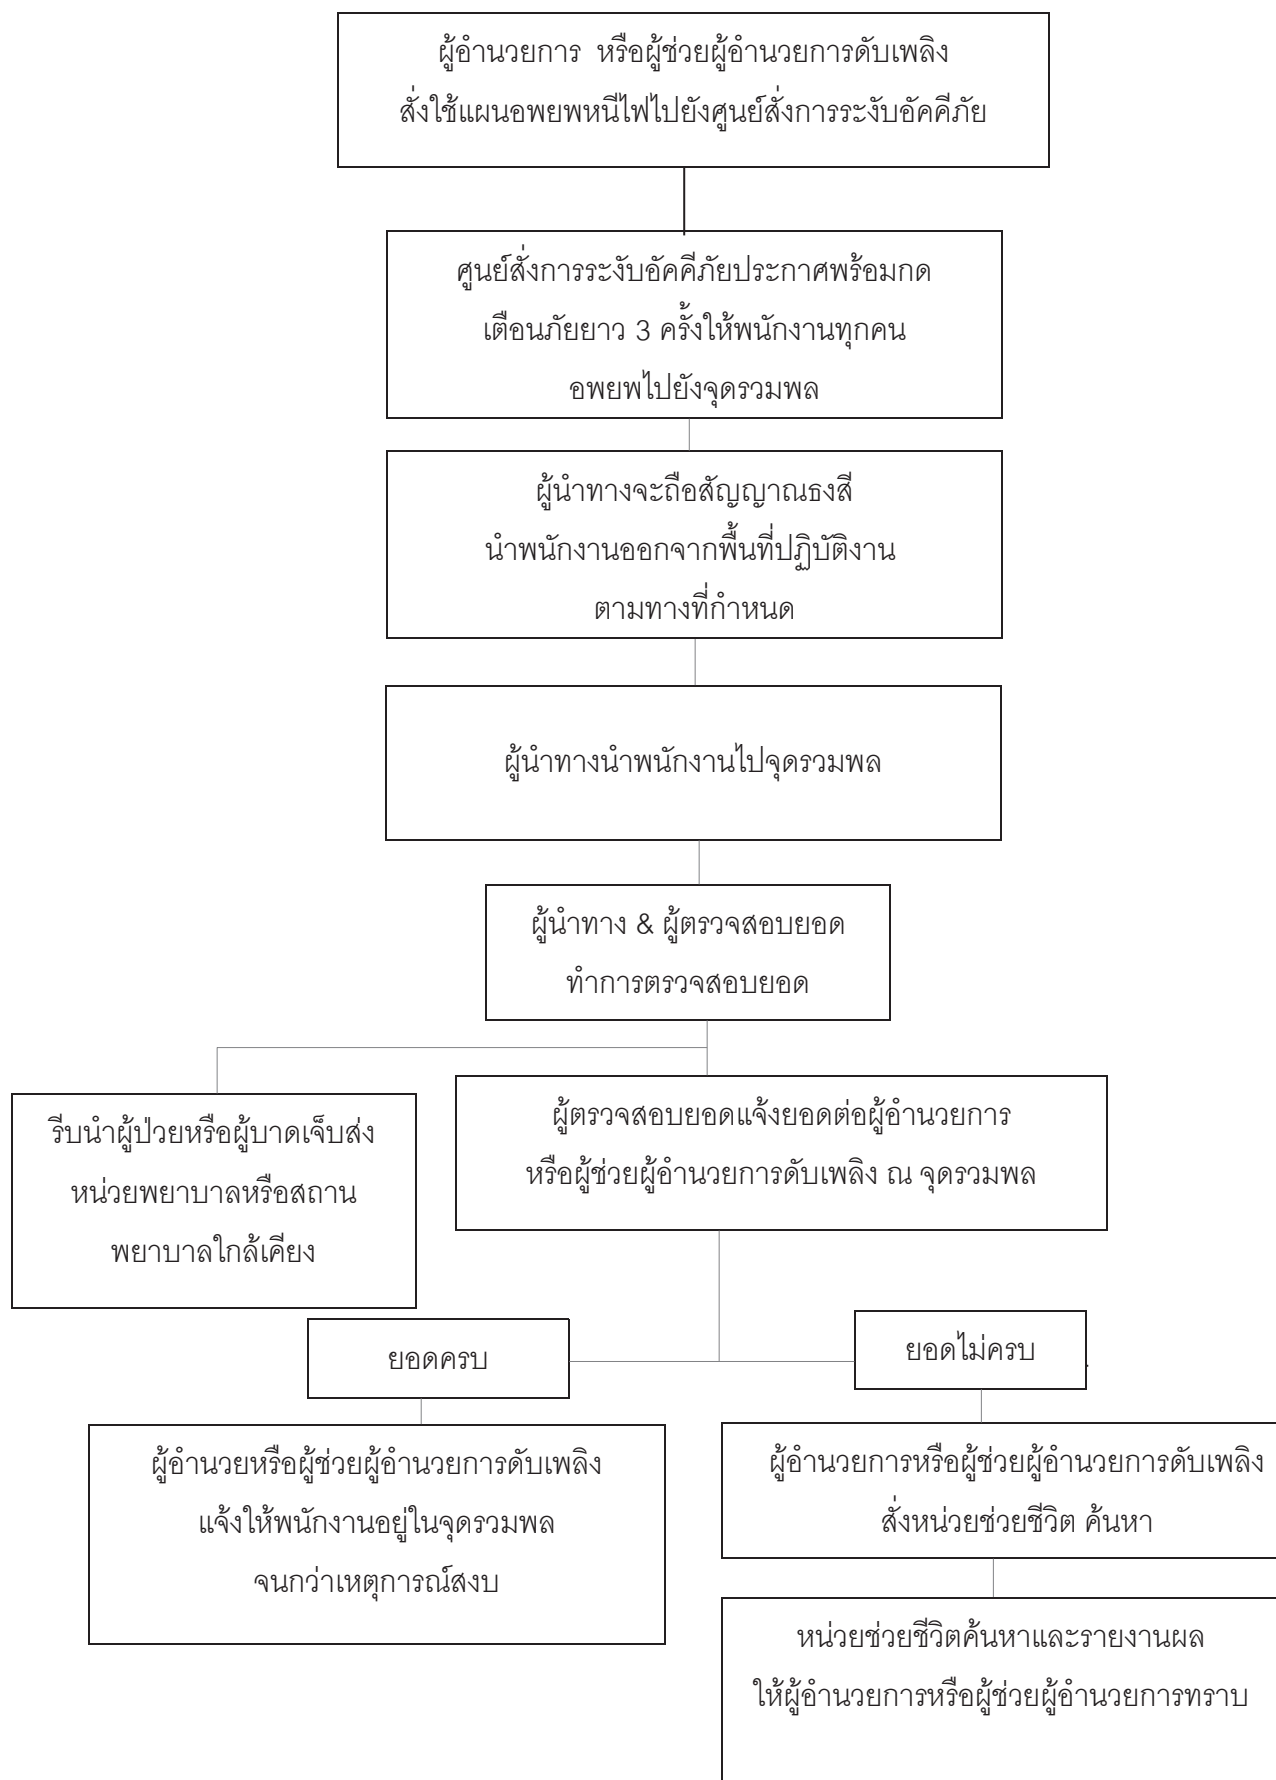 ผู้อำนวยการ หรือผู้ช่วยผู้อำนวยการดับเพลิง
สั่งใช้แผนอพยพหนีไฟไปยังศูนย์สั่งการระงับอัคคีภัย
ศูนย์สั่งการระงับอัคคีภัยประกาศพร้อมกด
เตือนภัยยาว 3 ครั้งให้พนักงานทุกคน
อพยพไปยังจุดรวมพล
ผู้นำทางจะถือสัญญาณธงสี
นำพนักงานออกจากพื้นที่ปฏิบัติงาน
ตามทางที่กำหนด
ผู้นำทางนำพนักงานไปจุดรวมพล
ผู้นำทาง & ผู้ตรวจสอบยอด
ทำการตรวจสอบยอด
รีบนำผู้ป่วยหรือผู้บาดเจ็บส่ง
หน่วยพยาบาลหรือสถาน
พยาบาลใกล้เคียง
ผู้ตรวจสอบยอดแจ้งยอดต่อผู้อำนวยการ
หรือผู้ช่วยผู้อำนวยการดับเพลิง ณ จุดรวมพล
ยอดครบ
ยอดไม่ครบ
ผู้อำนวยหรือผู้ช่วยผู้อำนวยการดับเพลิง
แจ้งให้พนักงานอยู่ในจุดรวมพล
จนกว่าเหตุการณ์สงบ
ผู้อำนวยการหรือผู้ช่วยผู้อำนวยการดับเพลิง
สั่งหน่วยช่วยชีวิต ค้นหา
หน่วยช่วยชีวิตค้นหาและรายงานผล
ให้ผู้อำนวยการหรือผู้ช่วยผู้อำนวยการทราบ